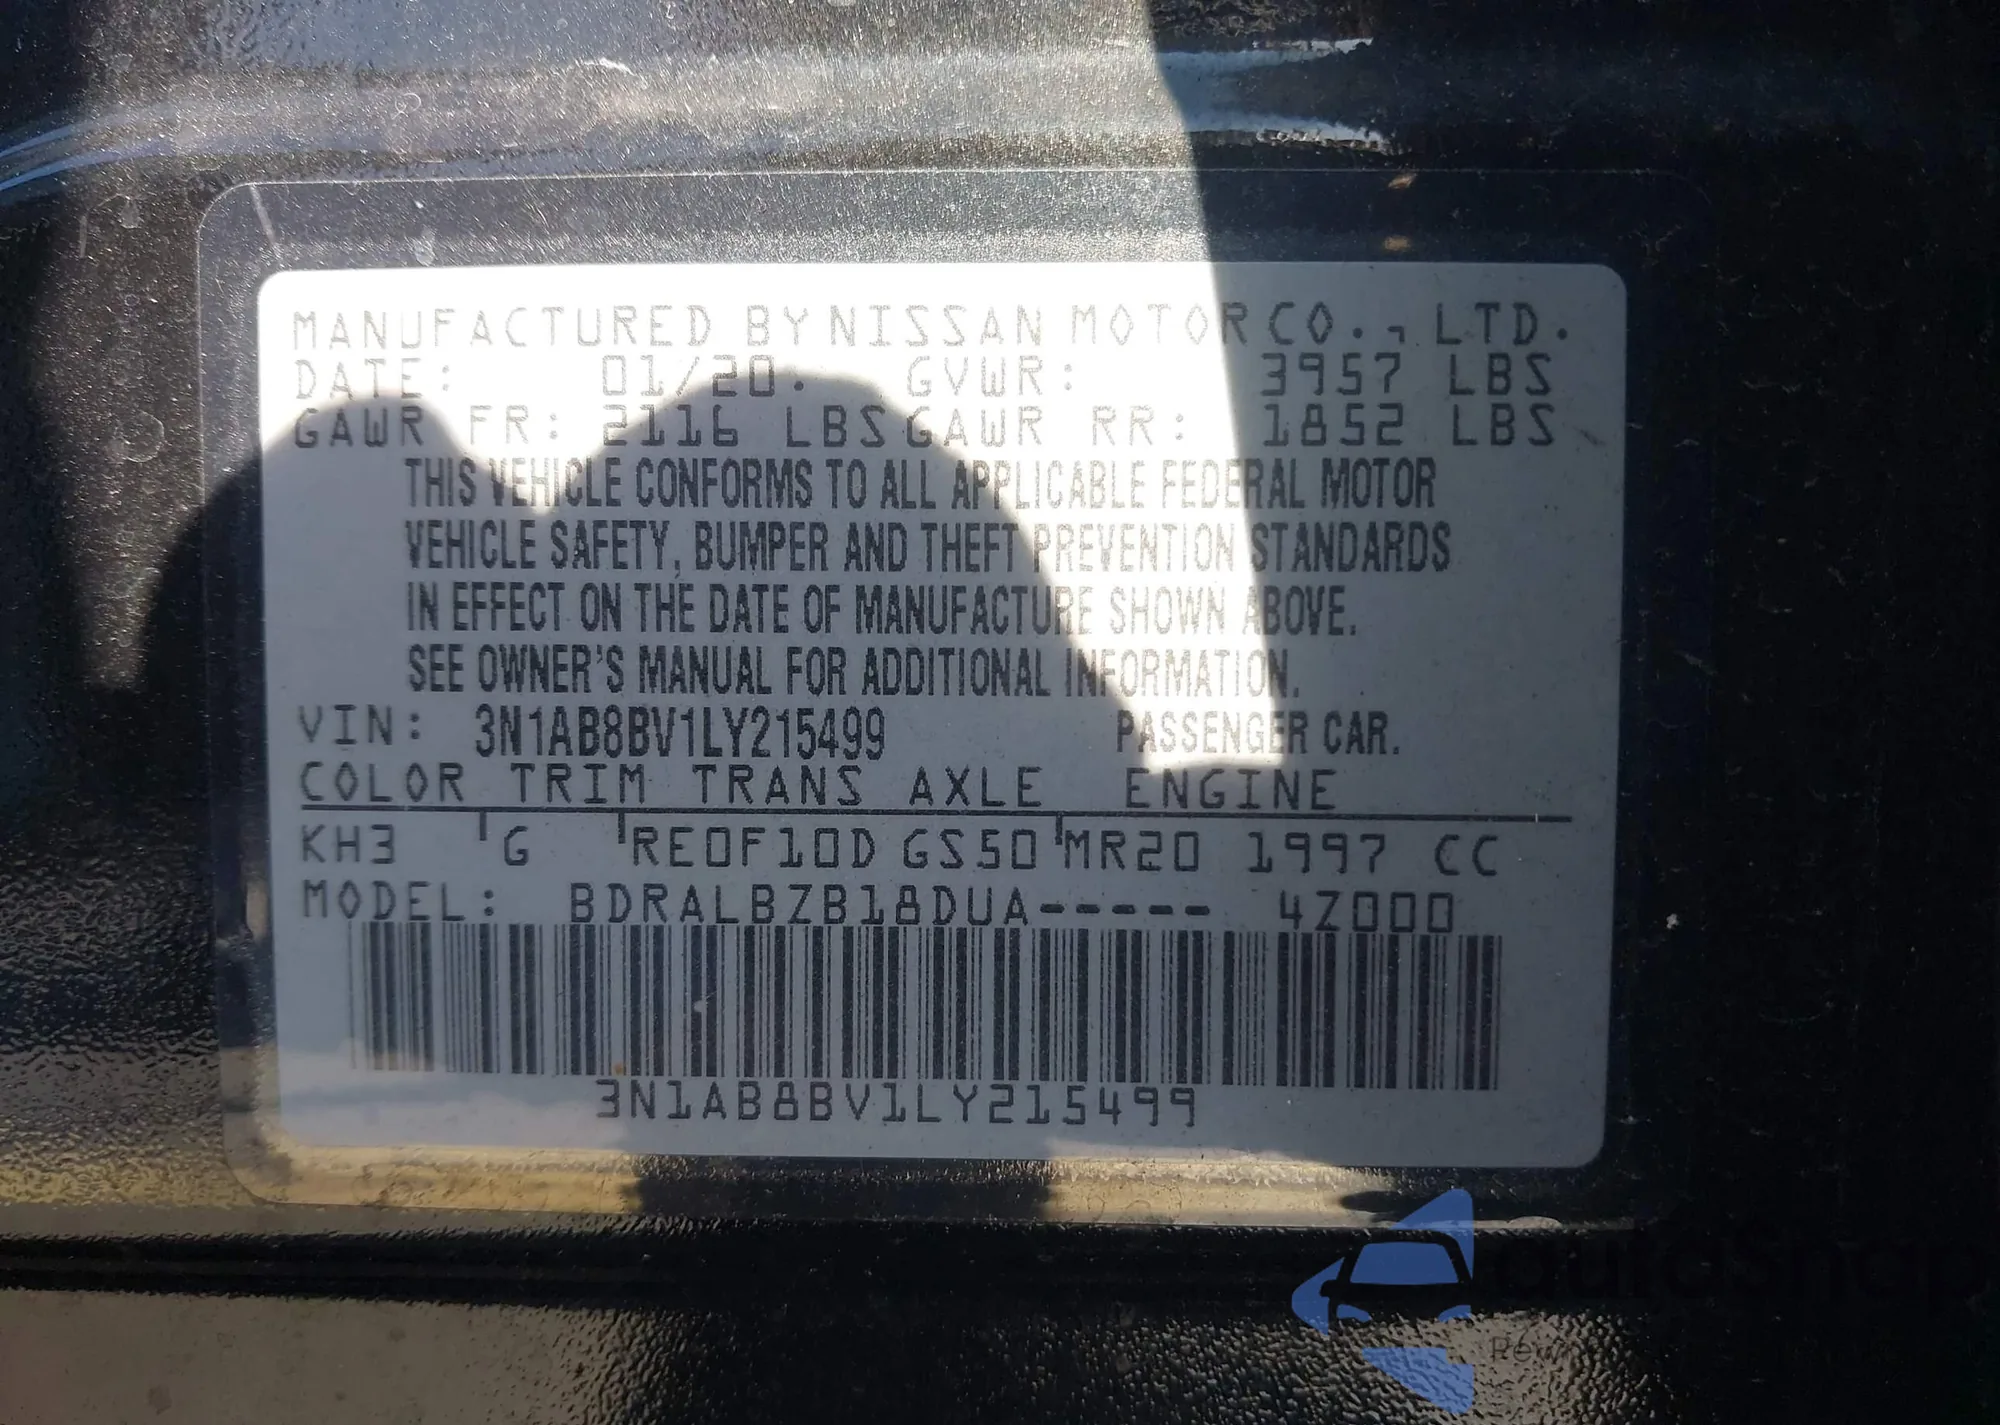 MANUFACTURED BY NISSAN MOTOR CO., LTD.
DATE: 01/20. GVWR: 3957 LBS
GAWR FR: 2116 LBS GAWR RR: 1852 LBS
THIS VEHICLE CONFORMS TO ALL APPLICABLE FEDERAL MOTOR
VEHICLE SAFETY, BUMPER AND THEFT PREVENTION STANDARDS
IN EFFECT ON THE DATE OF MANUFACTURE SHOWN ABOVE.
SEE OWNER'S MANUAL FOR ADDITIONAL INFORMATION.
VIN: 3N1AB8BV1LY215499 PASSENGER CAR.
COLOR TRIM TRANS AXLE ENGINE
KH3 G RE0F10D GS50 MR20 1997 CC
MODEL: BDRALBZB18DUA----- 4Z000
3N1AB8BV1LY215499
autoshop